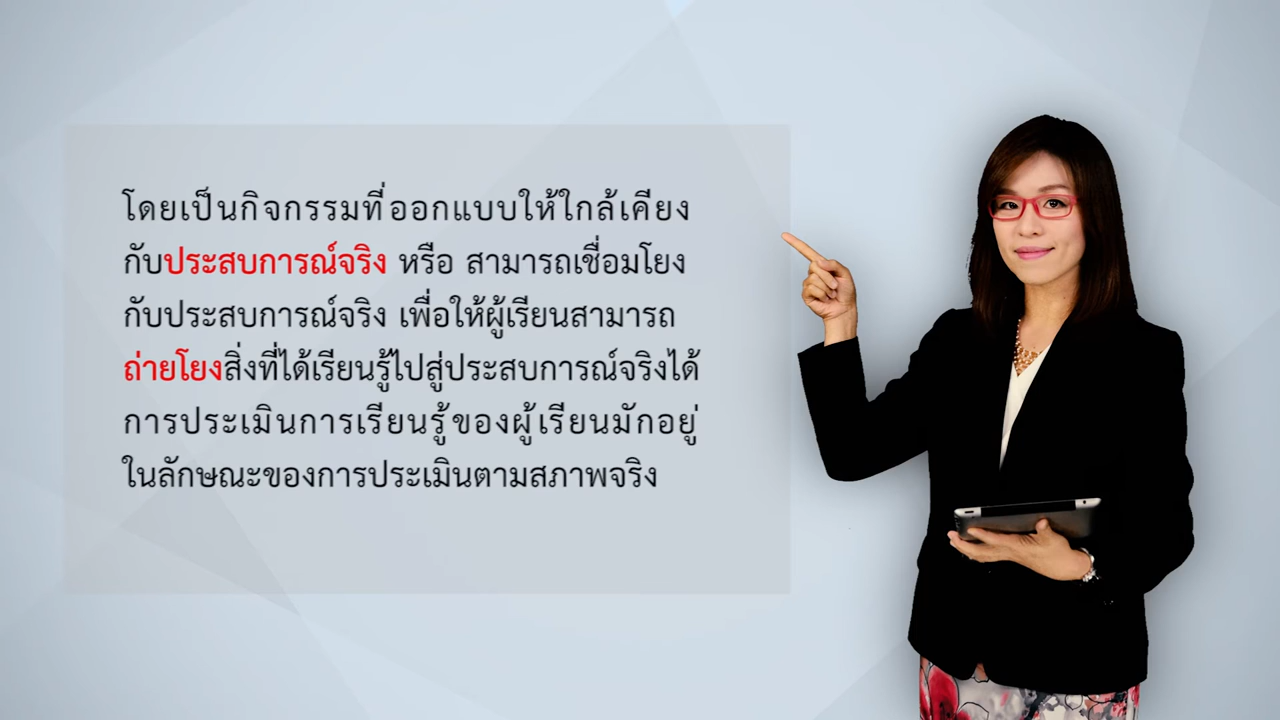 โดยเป็นกิจกรรมที่ออกแบบให้ใกล้เคียง
กับประสบการณ์จริง หรือ สามารถเชื่อมโยง
กับประสบการณ์จริง เพื่อให้ผู้เรียนสามารถ
ถ่ายโยงสิ่งที่ได้เรียนรู้ไปสู่ประสบการณ์จริงได้
การประเมินการเรียนรู้ของผู้เรียนมักอยู่
ในลักษณะของการประเมินตามสภาพจริง